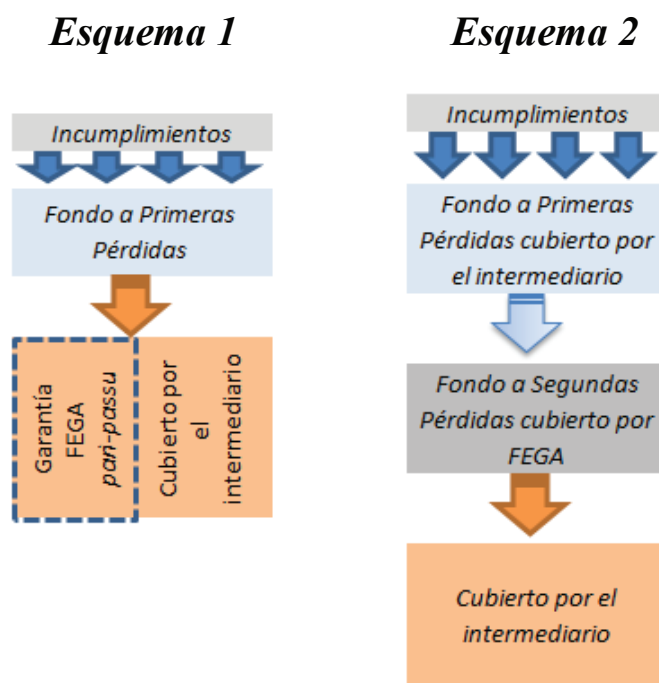 Esquema 1
Incumplimientos
Fondo a Primeras
Pérdidas
Garantía
FEGA
pari-passu
Cubierto por
el
intermediario
Esquema 2
Incumplimientos
Fondo a Primeras
Pérdidas cubierto por
el intermediario
Fondo a Segundas
Pérdidas cubierto por
FEGA
Cubierto por el
intermediario